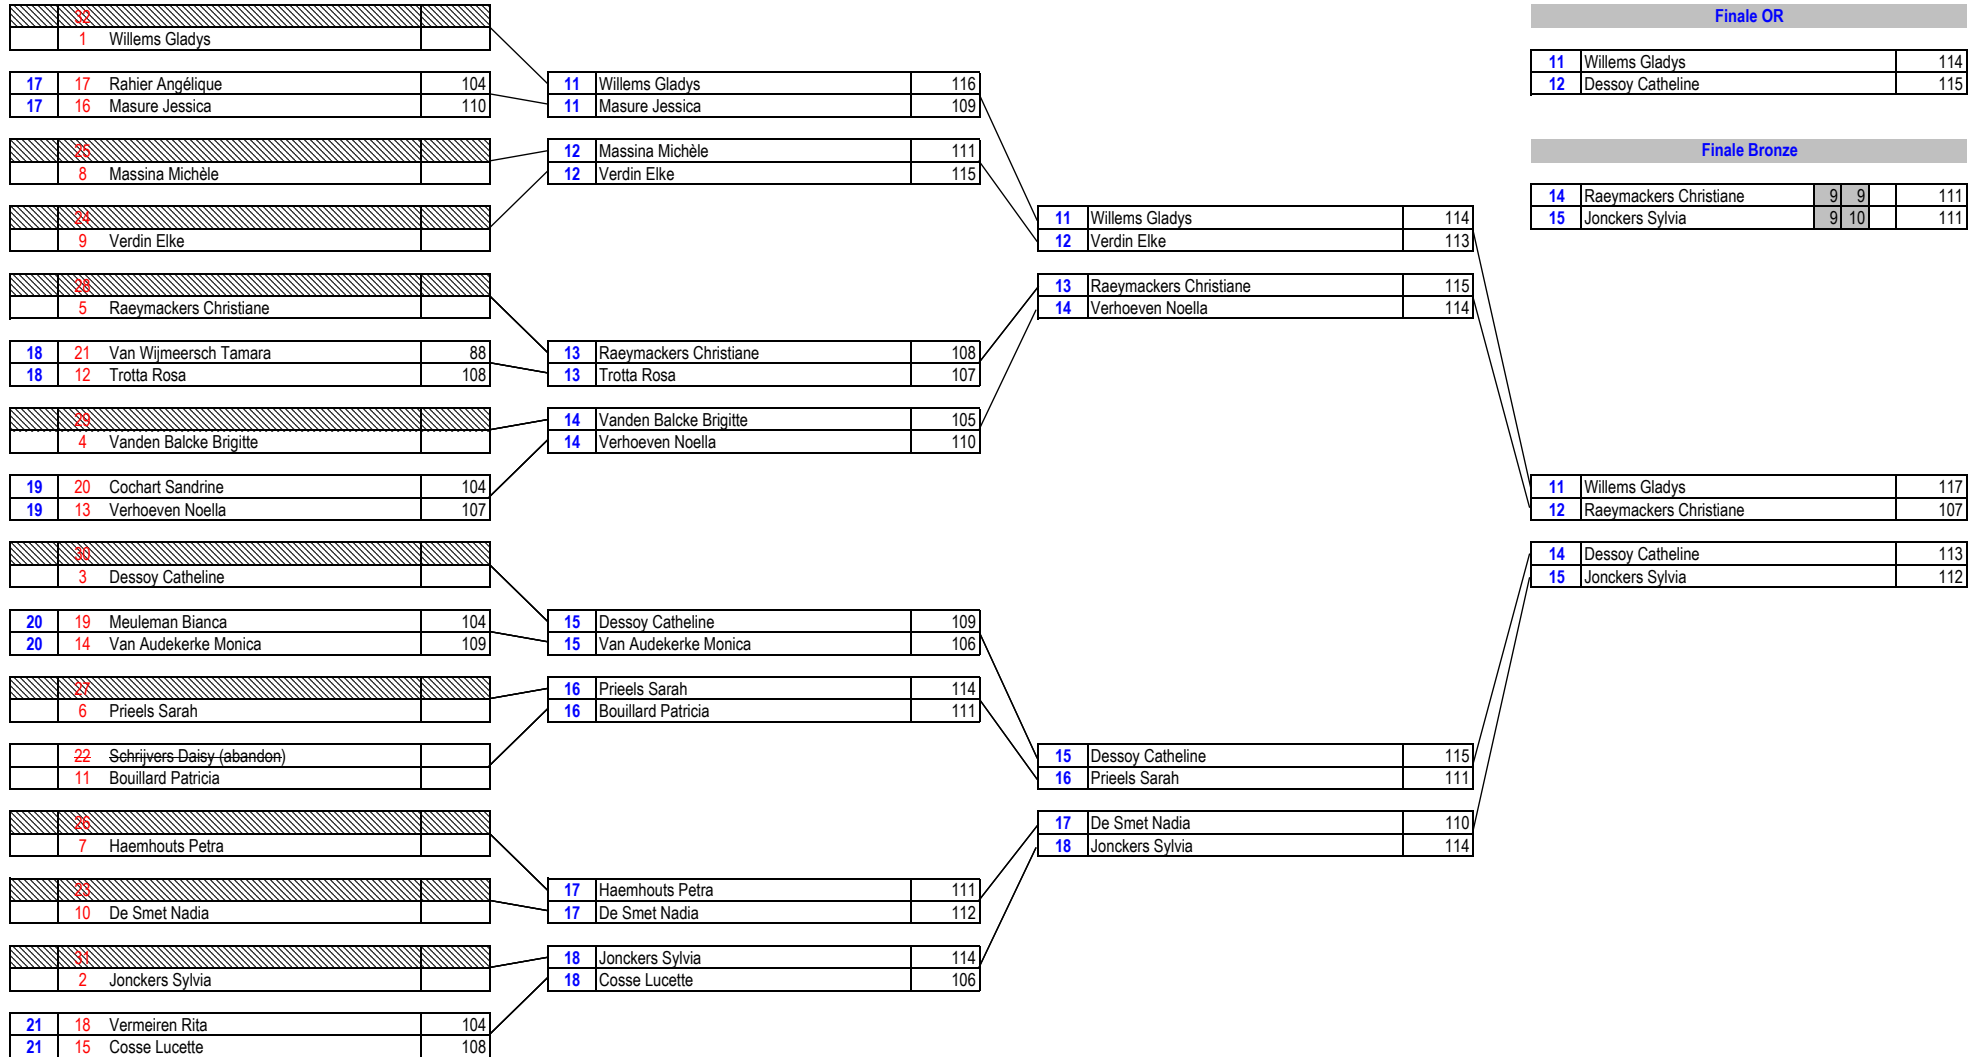 32
1 Willems Gladys
17 17 Rahier Angélique 104
17 16 Masure Jessica 110
25
8 Massina Michèle
24
9 Verdin Elke
28
5 Raeymackers Christiane
18 21 Van Wijmeersch Tamara 88
18 12 Trotta Rosa 108
29
4 Vanden Balcke Brigitte
19 20 Cochart Sandrine 104
19 13 Verhoeven Noella 107
30
3 Dessoy Catheline
20 19 Meuleman Bianca 104
20 14 Van Audekerke Monica 109
27
6 Prieels Sarah
22 Schrijvers Daisy (abandon)
11 Bouillard Patricia
26
7 Haemhouts Petra
23
10 De Smet Nadia
31
2 Jonckers Sylvia
21 18 Vermeiren Rita 104
21 15 Cosse Lucette 108
11 Willems Gladys 116
11 Masure Jessica 109
12 Massina Michèle 111
12 Verdin Elke 115
13 Raeymackers Christiane 108
13 Trotta Rosa 107
14 Vanden Balcke Brigitte 105
14 Verhoeven Noella 110
15 Dessoy Catheline 109
15 Van Audekerke Monica 106
16 Prieels Sarah 114
16 Bouillard Patricia 111
17 Haemhouts Petra 111
17 De Smet Nadia 112
18 Jonckers Sylvia 114
18 Cosse Lucette 106
11 Willems Gladys 114
12 Verdin Elke 113
13 Raeymackers Christiane 115
14 Verhoeven Noella 114
15 Dessoy Catheline 115
16 Prieels Sarah 111
17 De Smet Nadia 110
18 Jonckers Sylvia 114
Finale OR
11 Willems Gladys 114
12 Dessoy Catheline 115
Finale Bronze
14 Raeymackers Christiane 9 9 111
15 Jonckers Sylvia 9 10 111
11 Willems Gladys 117
12 Raeymackers Christiane 107
14 Dessoy Catheline 113
15 Jonckers Sylvia 112